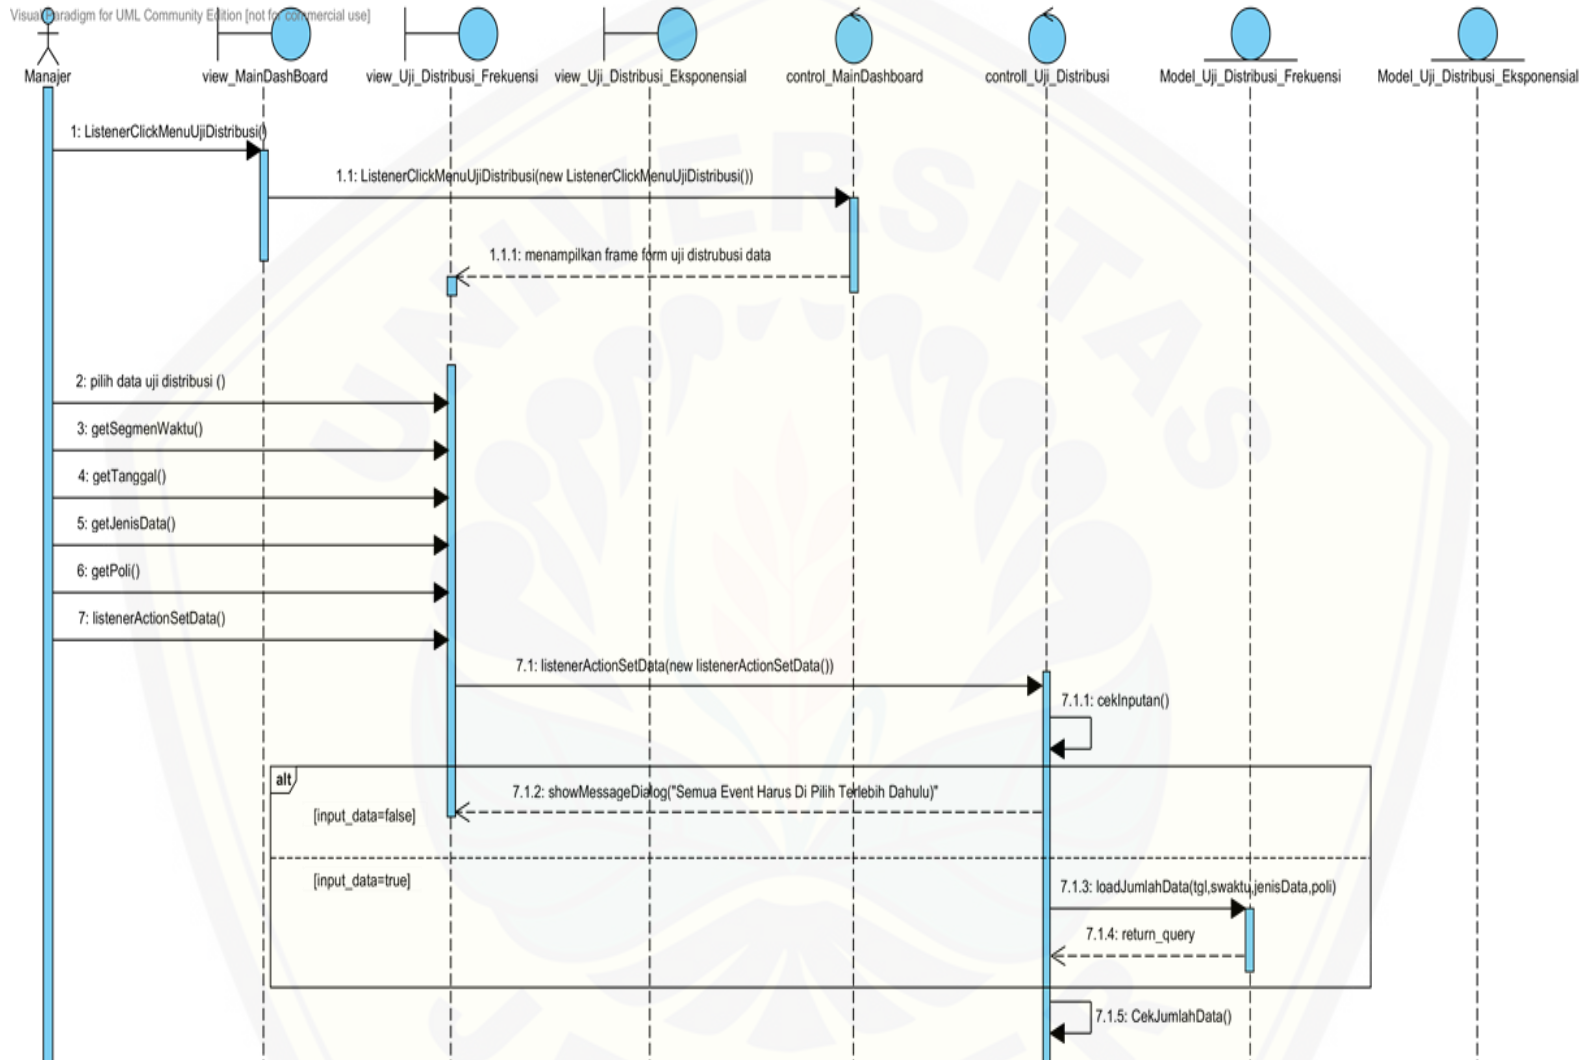 Visual Paradigm for UML Community Edition [not for commercial use]
Manajer
view_MainDashBoard
view_Uji_Distribusi_Frekuensi
view_Uji_Distribusi_Eksponensial
control_MainDashboard
controll_Uji_Distribusi
Model_Uji_Distribusi_Frekuensi
Model_Uji_Distribusi_Eksponensial
1: ListenerClickMenuUjiDistribusi()
1.1: ListenerClickMenuUjiDistribusi(new ListenerClickMenuUjiDistribusi())
1.1.1: menampilkan frame form uji distrubusi data
2: pilih data uji distribusi ()
3: getSegmenWaktu()
4: getTanggal()
5: getJenisData()
6: getPoli()
7: listenerActionSetData()
7.1: listenerActionSetData(new listenerActionSetData())
7.1.1: cekInputan()
alt
7.1.2: showMessageDialog("Semua Event Harus Di Pilih Terlebih Dahulu)"
[input_data=false]
[input_data=true]
7.1.3: loadJumlahData(tgl,swaktu,jenisData,poli)
7.1.4: return_query
7.1.5: CekJumlahData()
UNIVERSITAS